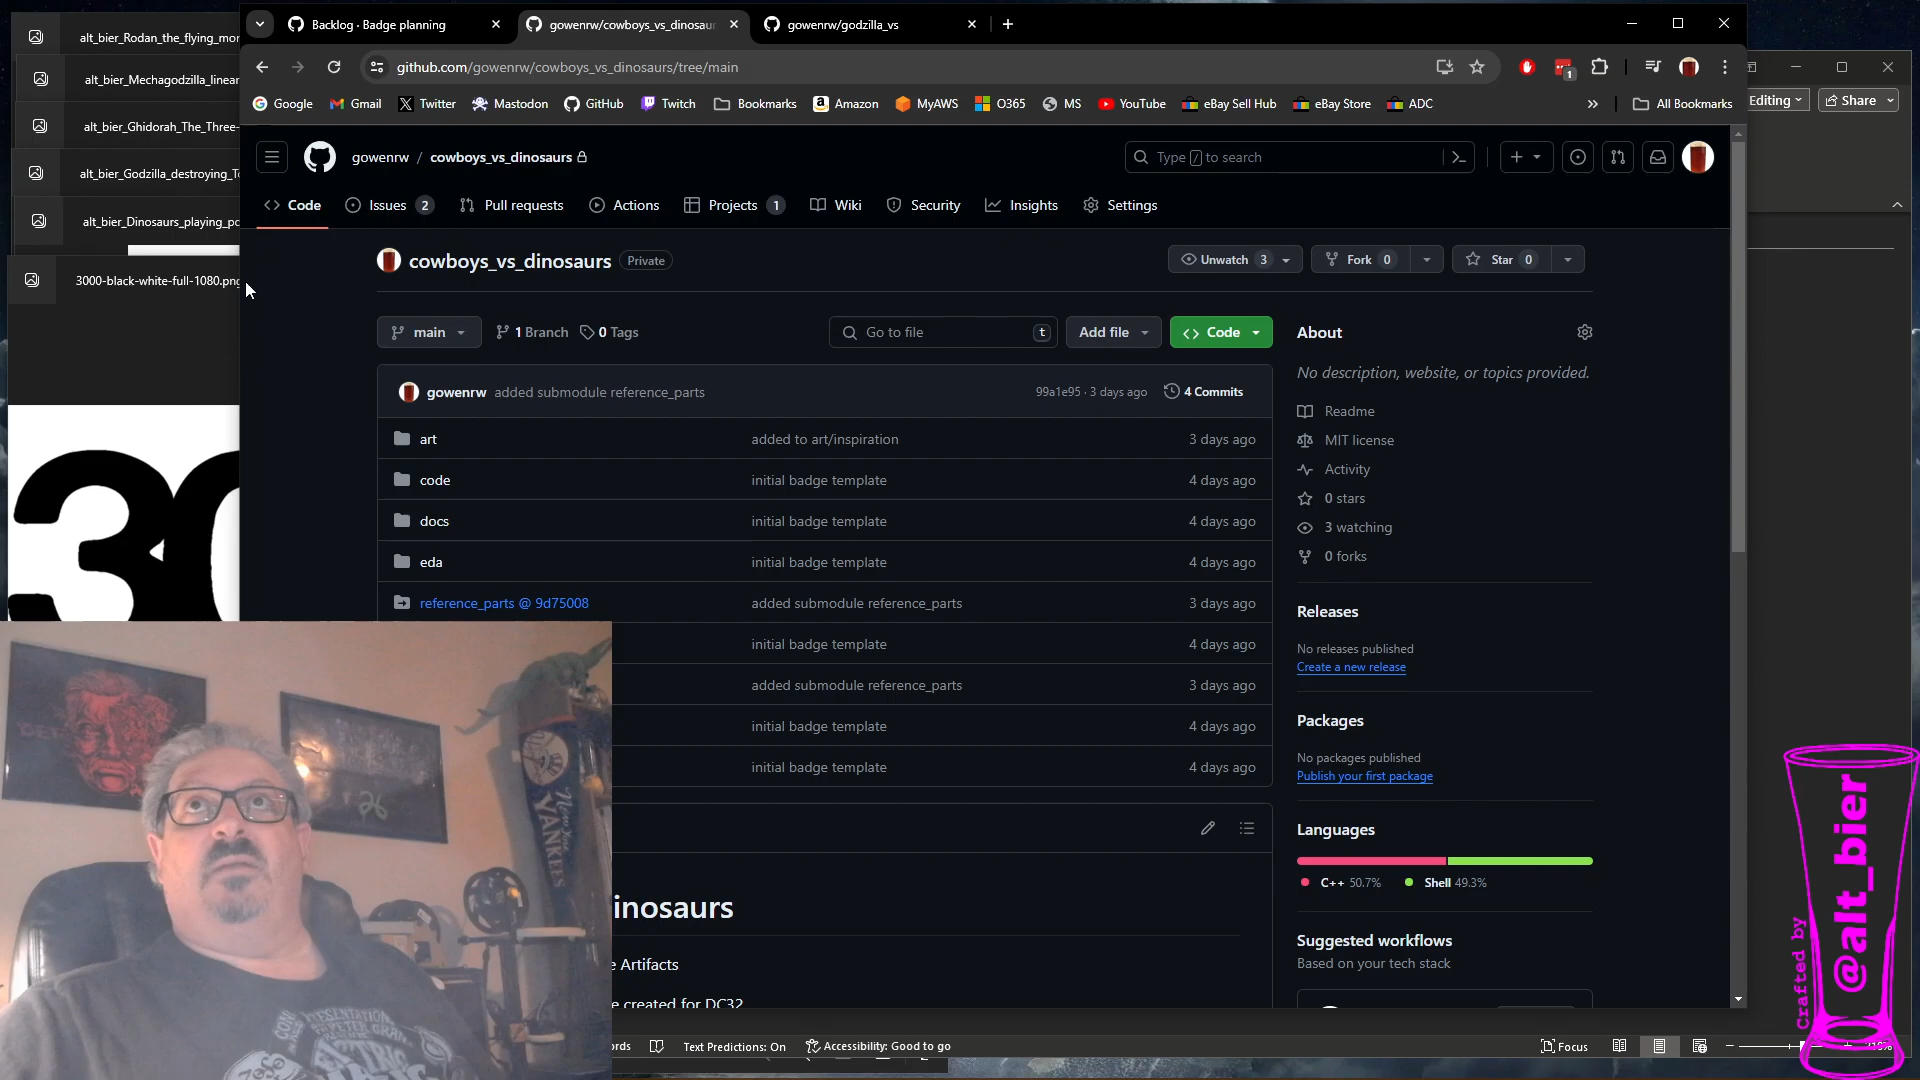 Backlog · Badge planning
gowenrw/cowboys_vs_dinosaur
gowenrw/godzilla_vs
alt_bier_Rodan_the_flying_mor
alt_bier_Mechagodzilla_linear
alt_bier_Ghidorah_The_Three-
alt_bier_Godzilla_destroying_To
alt_bier_Dinosaurs_playing_po
3000-black-white-full-1080.png
github.com/gowenrw/cowboys_vs_dinosaurs/tree/main
1
Google
Gmail
Twitter
Mastodon
GitHub
Twitch
Bookmarks
Amazon
MyAWS
O365
MS
YouTube
eBay Sell Hub
eBay Store
ADC
»
All Bookmarks
Editing
Share
gowenrw / cowboys_vs_dinosaurs
Type / to search
Code
Issues 2
Pull requests
Actions
Projects 1
Wiki
Security
Insights
Settings
cowboys_vs_dinosaurs Private
Unwatch 3
Fork 0
Star 0
main
1 Branch
0 Tags
Go to file t
Add file
Code
gowenrw added submodule reference_parts 99a1e95 · 3 days ago 4 Commits
art added to art/inspiration 3 days ago
code initial badge template 4 days ago
docs initial badge template 4 days ago
eda initial badge template 4 days ago
reference_parts @ 9d75008 added submodule reference_parts 3 days ago
initial badge template 4 days ago
added submodule reference_parts 3 days ago
initial badge template 4 days ago
initial badge template 4 days ago
inosaurs
e Artifacts
e created for DC32
About
No description, website, or topics provided.
Readme
MIT license
Activity
0 stars
3 watching
0 forks
Releases
No releases published
Create a new release
Packages
No packages published
Publish your first package
Languages
C++ 50.7%
Shell 49.3%
Suggested workflows
Based on your tech stack
30
New York
YANKEES
Crafted by
@alt_bier
ords
Text Predictions: On
Accessibility: Good to go
Focus